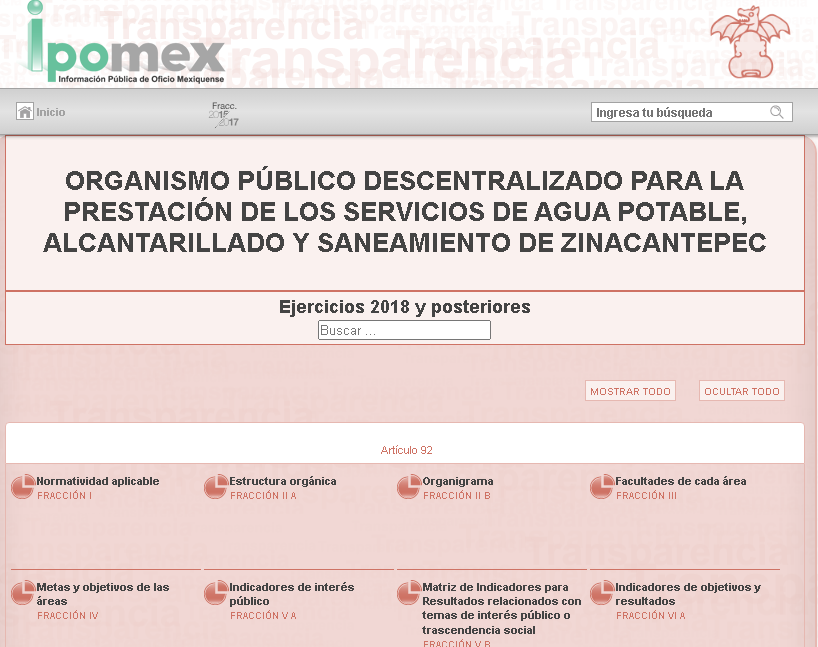 ipomex
Información Pública de Oficio Mexiquense
Transparencia
Inicio
Fracc.
2017
Ingresa tu búsqueda
ORGANISMO PÚBLICO DESCENTRALIZADO PARA LA
PRESTACIÓN DE LOS SERVICIOS DE AGUA POTABLE,
ALCANTARILLADO Y SANEAMIENTO DE ZINACANTEPEC
Ejercicios 2018 y posteriores
Buscar ...
MOSTRAR TODO
OCULTAR TODO
Artículo 92
Normatividad aplicable
FRACCIÓN I
Estructura orgánica
FRACCIÓN II A
Organigrama
FRACCIÓN II B
Facultades de cada área
FRACCIÓN III
Metas y objetivos de las
áreas
FRACCIÓN IV
Indicadores de interés
público
FRACCIÓN V A
Matriz de Indicadores para
Resultados relacionados con
temas de interés público o
trascendencia social
FRACCIÓN V B
Indicadores de objetivos y
resultados
FRACCIÓN VI A